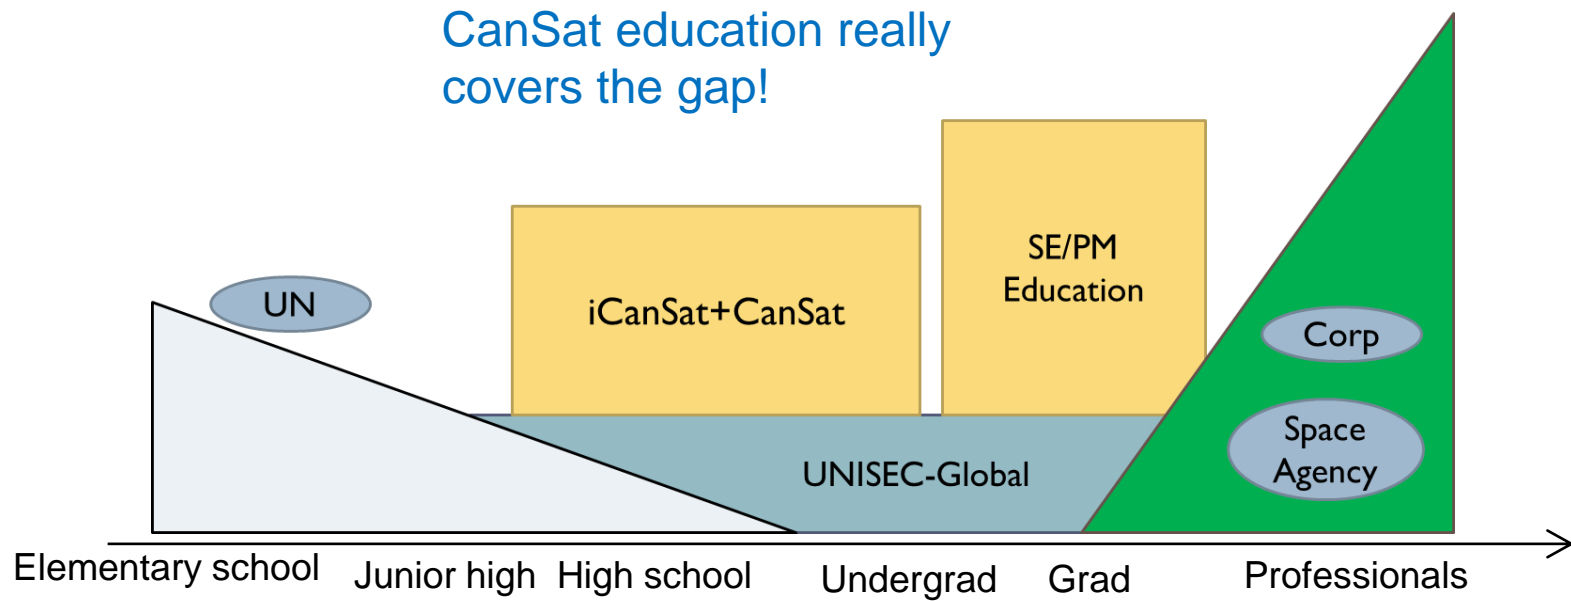 CanSat education really
covers the gap!
UN
iCanSat+CanSat
SE/PM
Education
Corp
Space
Agency
UNISEC-Global
Elementary school
Junior high
High school
Undergrad
Grad
Professionals